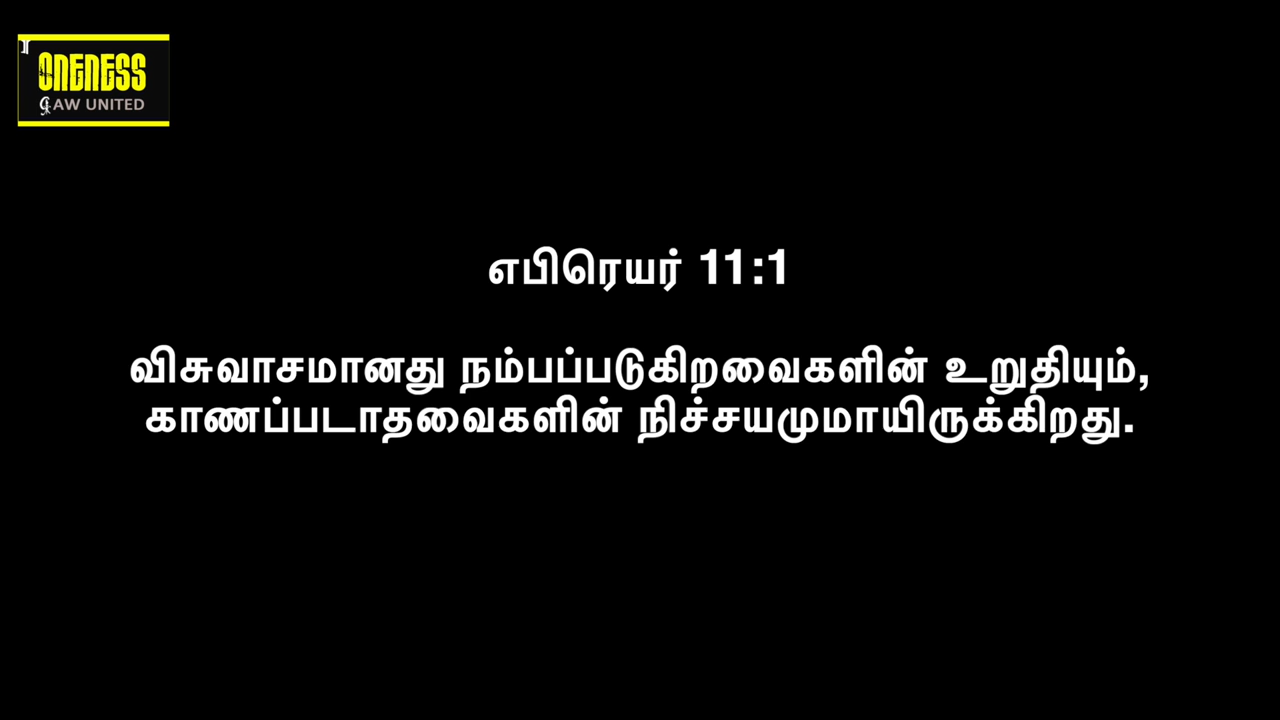 ONENESS
LAW UNITED
எபிரெயர் 11:1
விசுவாசமானது நம்பப்படுகிறவைகளின் உறுதியும்,
காணப்படாதவைகளின் நிச்சயமுமாயிருக்கிறது.